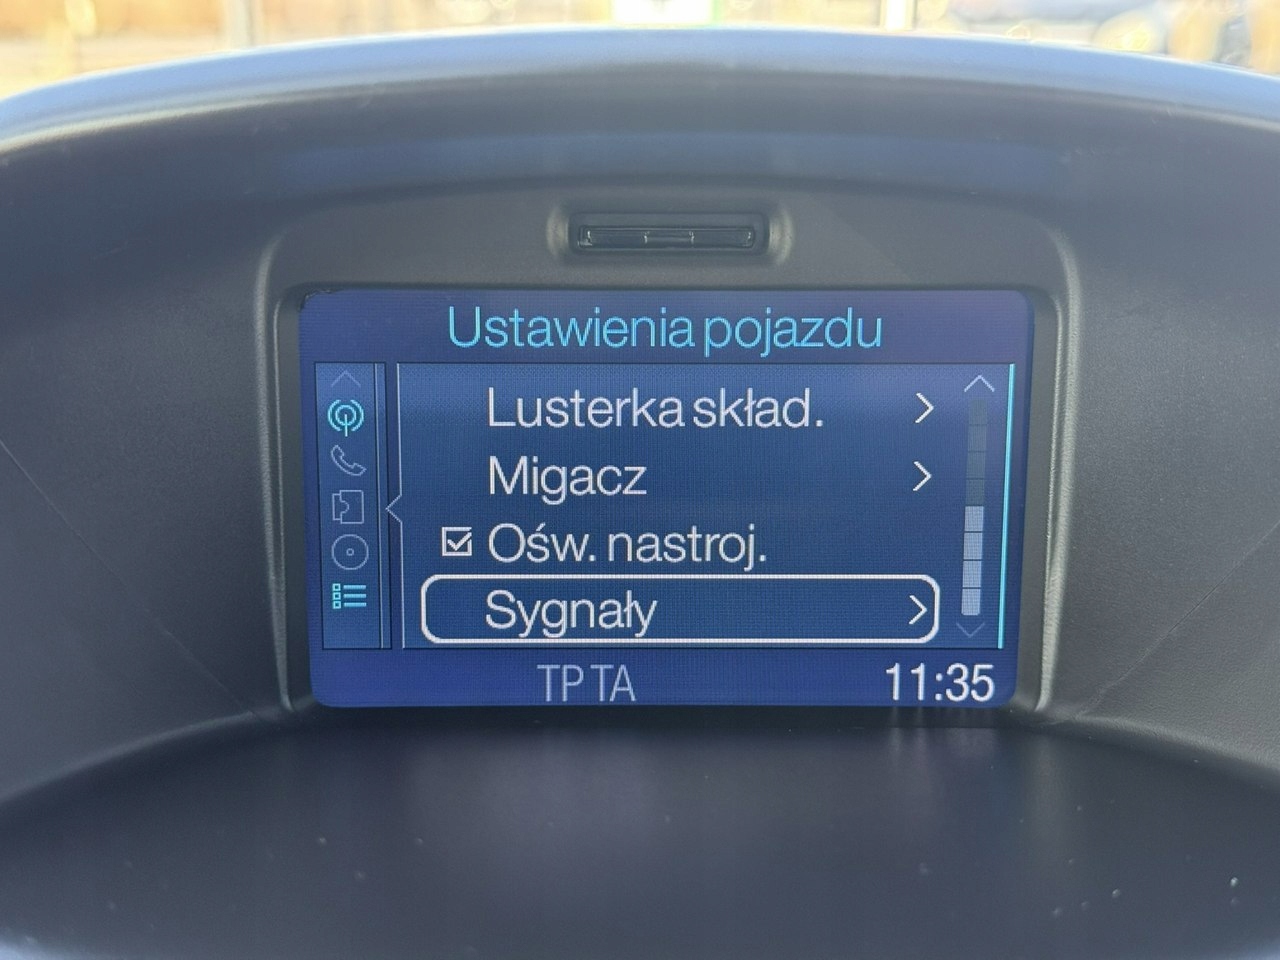 Ustawienia pojazdu
Lusterka skład.
Migacz
Ośw. nastroj.
Sygnały
TP TA
11:35